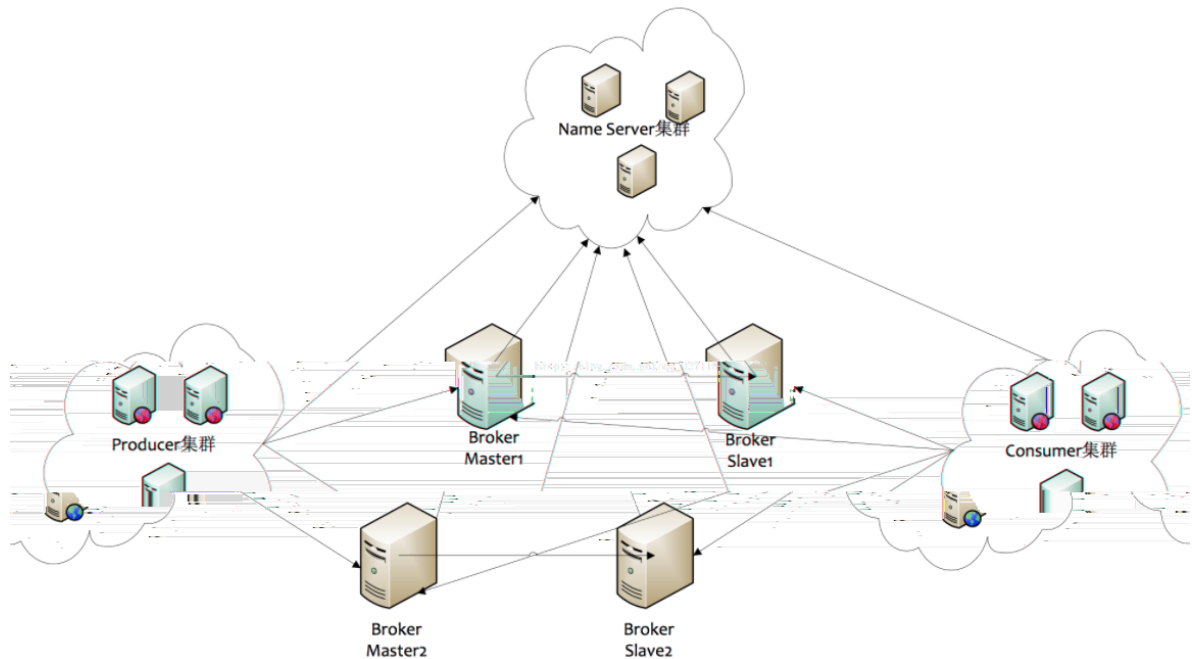 Name Server集群
Producer集群
Broker
Master1
Broker
Slave1
Consumer集群
Broker
Master2
Broker
Slave2